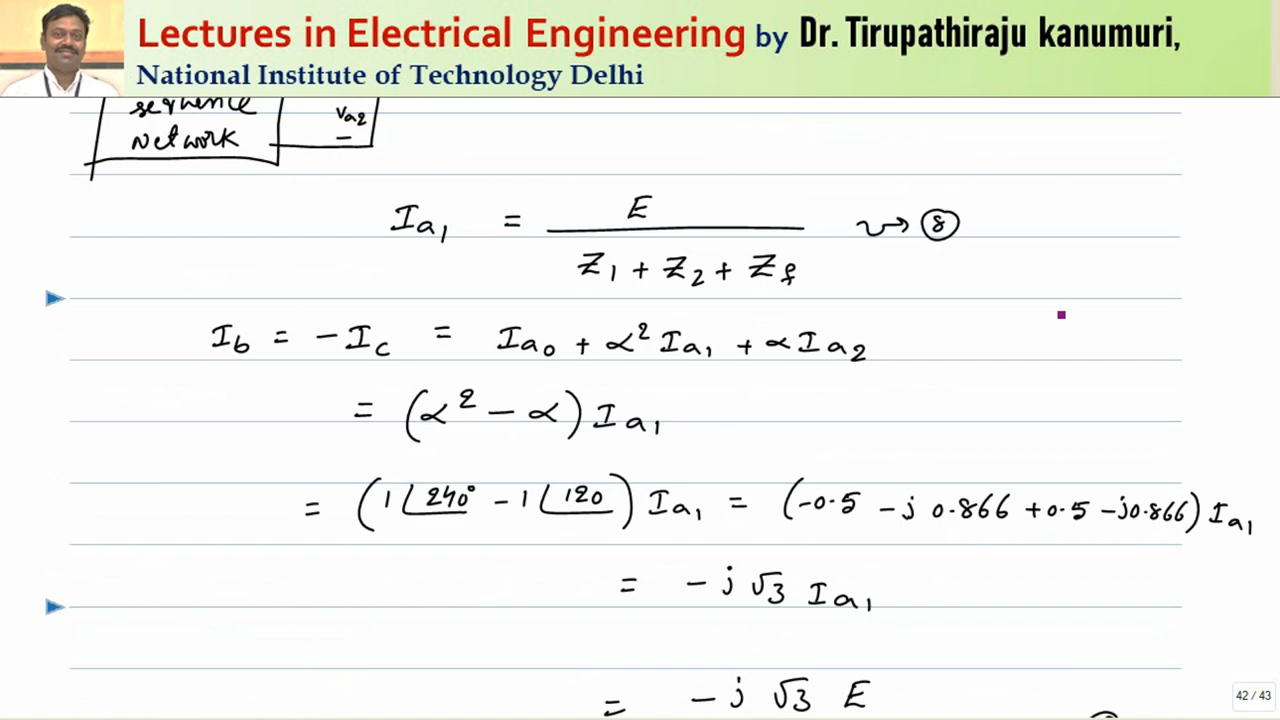 Lectures in Electrical Engineering by Dr. Tirupathiraju kanumuri,
National Institute of Technology Delhi
sequence
network
Va2
−
Ia1 = E / (Z1 + Z2 + Zf) ⇝ ⑧
Ib = −Ic = Ia0 + α² Ia1 + α Ia2
= (α² − α) Ia1
= (1∠240° − 1∠120) Ia1 = (−0.5 − j 0.866 + 0.5 − j0.866) Ia1
= − j √3 Ia1
= − j √3 E
42 / 43